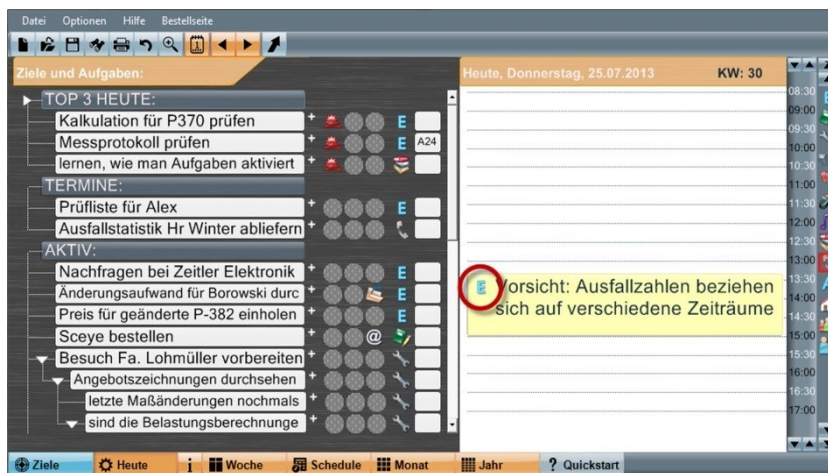 Datei Optionen Hilfe Bestellseite
Ziele und Aufgaben:
Heute, Donnerstag, 25.07.2013 KW: 30
TOP 3 HEUTE:
Kalkulation für P370 prüfen + E
Messprotokoll prüfen + E A24
lernen, wie man Aufgaben aktiviert +
TERMINE:
Prüfliste für Alex + E
Ausfallstatistik Hr Winter abliefern +
AKTIV:
Nachfragen bei Zeitler Elektronik + E
Änderungsaufwand für Borowski durc + E
Preis für geänderte P-382 einholen + E
Sceye bestellen + @
Besuch Fa. Lohmüller vorbereiten +
Angebotszeichnungen durchsehen +
letzte Maßänderungen nochmals +
sind die Belastungsberechnunge +
E Vorsicht: Ausfallzahlen beziehen
sich auf verschiedene Zeiträume
08:30
09:00
09:30
10:00
10:30
11:00
11:30
12:00
12:30
13:00
13:30
14:00
14:30
15:00
15:30
16:00
16:30
17:00
Ziele Heute i Woche Schedule Monat Jahr ? Quickstart